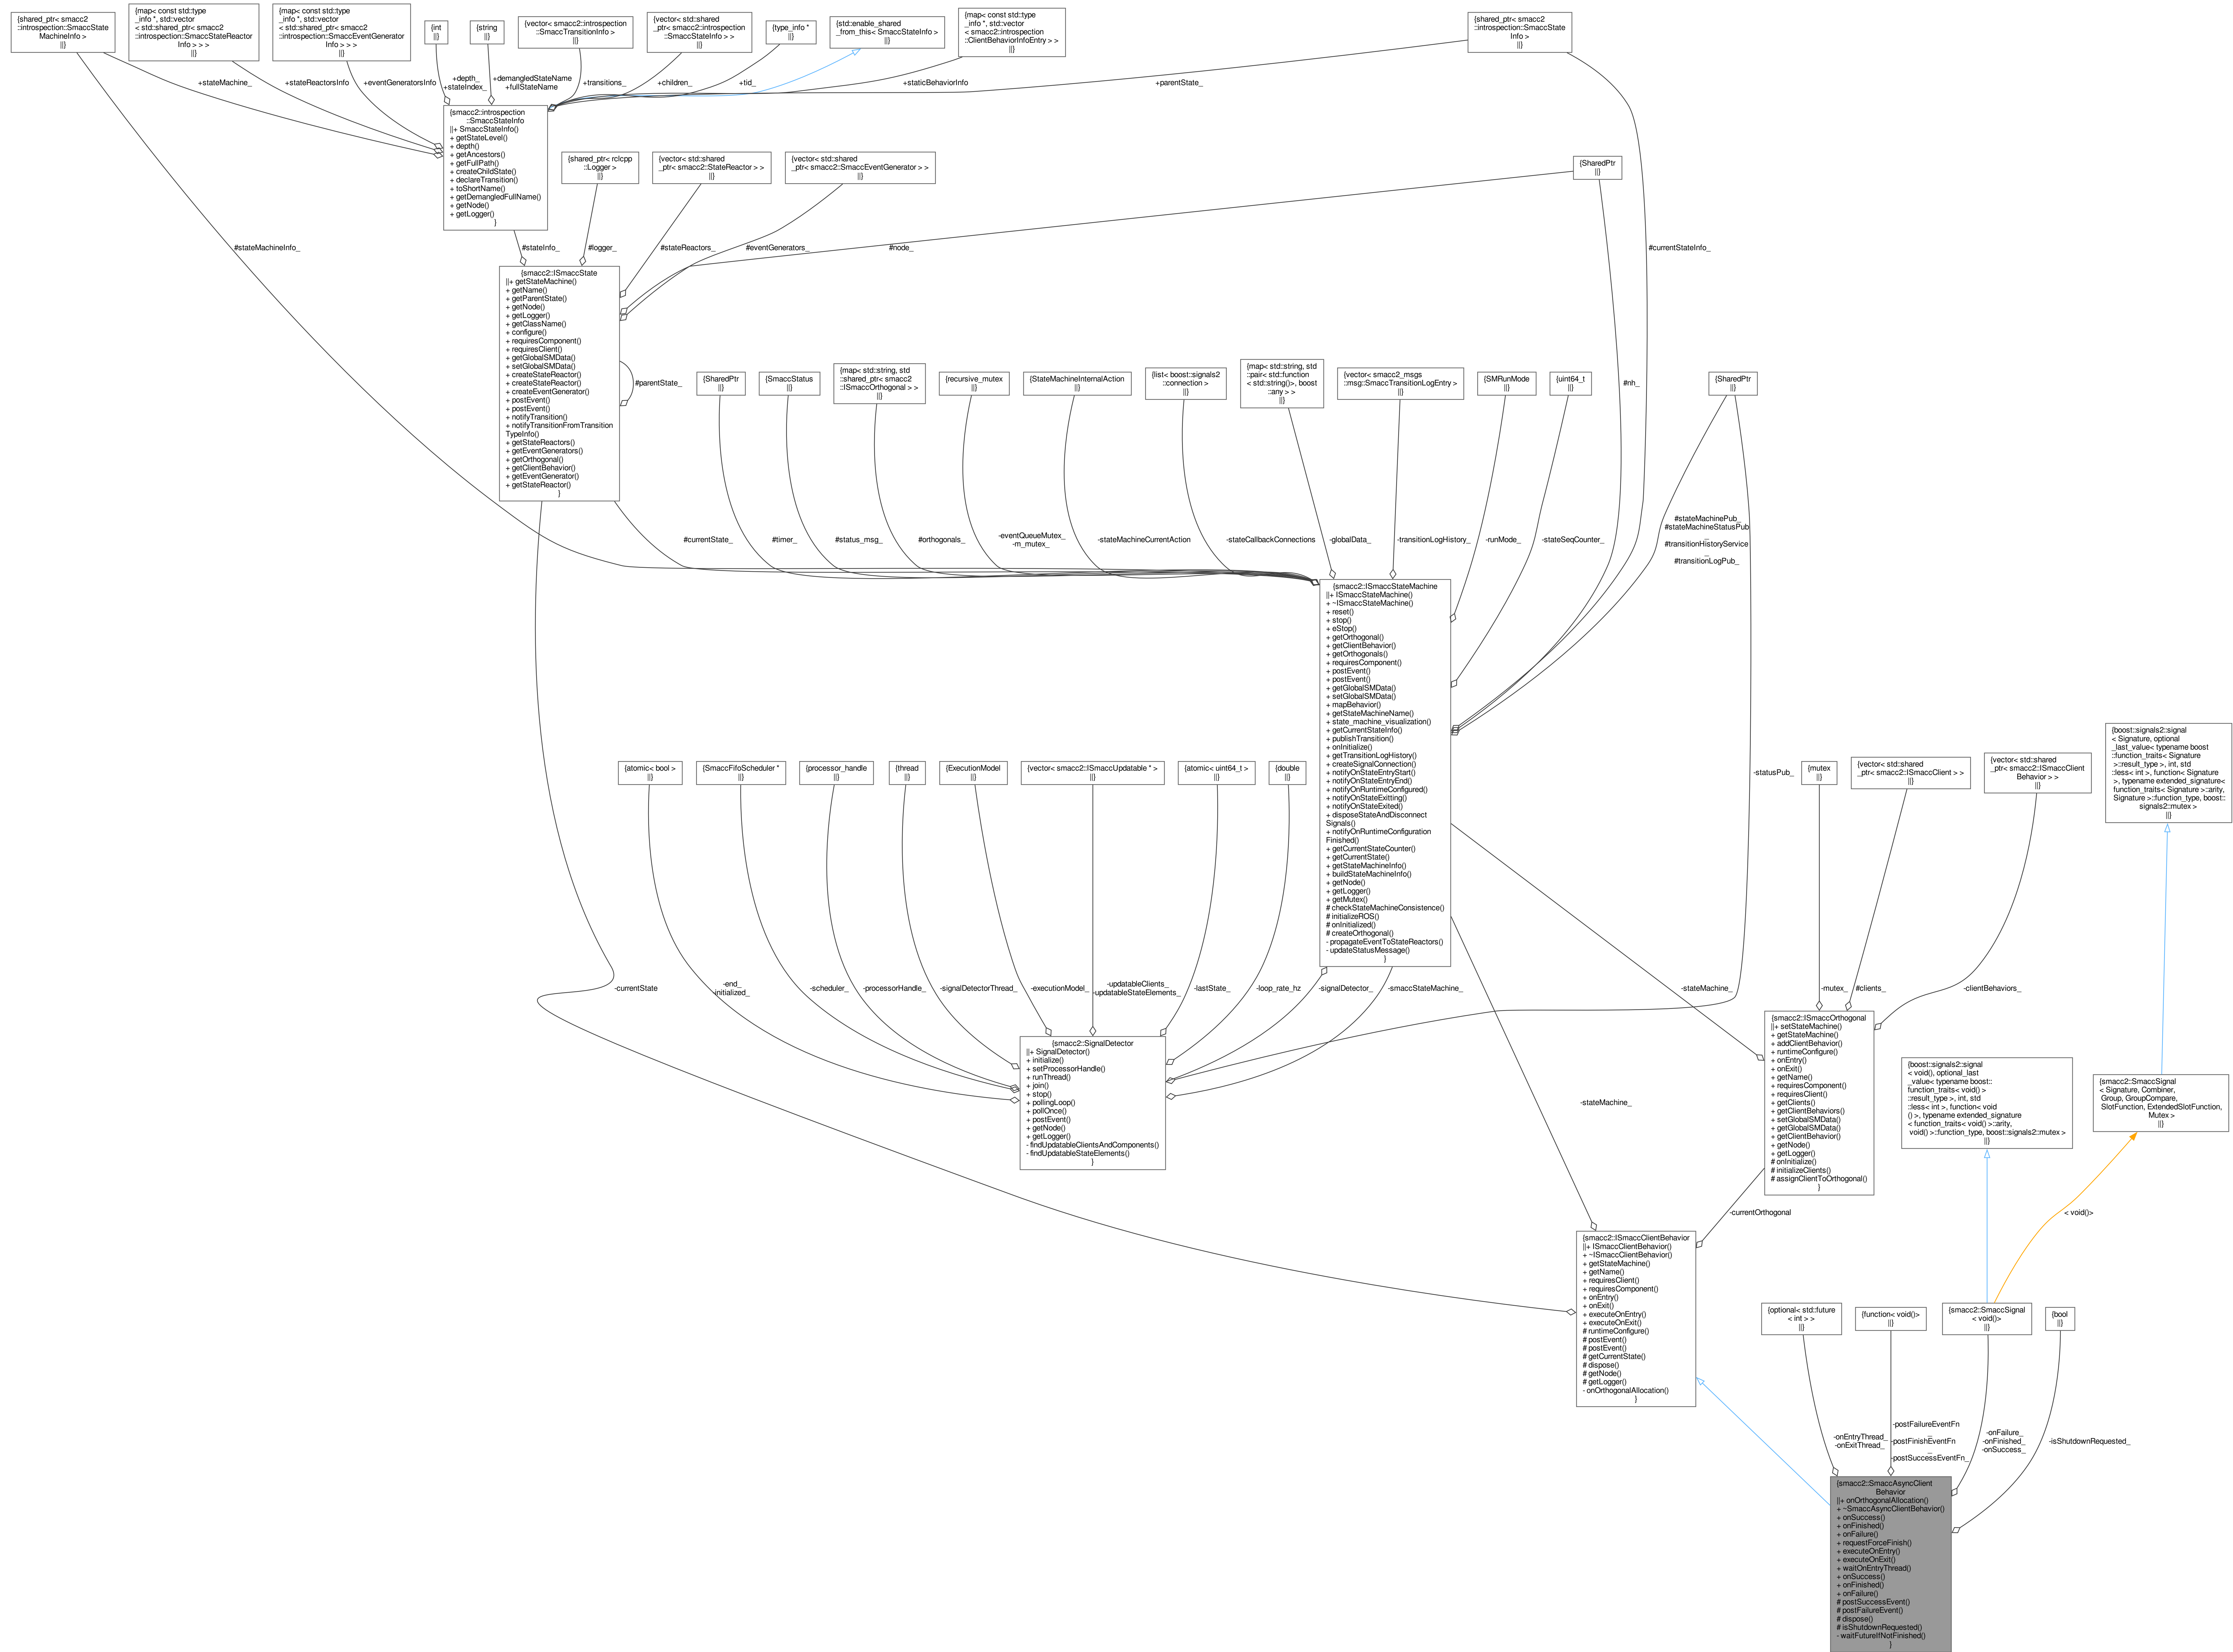 {shared_ptr< smacc2
::introspection::SmaccState
MachineInfo >
||}
{map< const std::type
_info *, std::vector
< std::shared_ptr< smacc2
::introspection::SmaccStateReactor
Info > > >
||}
{map< const std::type
_info *, std::vector
< std::shared_ptr< smacc2
::introspection::SmaccEventGenerator
Info > > >
||}
{int
||}
{string
||}
{vector< smacc2::introspection
::SmaccTransitionInfo >
||}
{vector< std::shared
_ptr< smacc2::introspection
::SmaccStateInfo > >
||}
{type_info *
||}
{std::enable_shared
_from_this< SmaccStateInfo >
||}
{map< const std::type
_info *, std::vector
< smacc2::introspection
::ClientBehaviorInfoEntry > >
||}
{shared_ptr< smacc2
::introspection::SmaccState
Info >
||}
+stateMachine_
+stateReactorsInfo
+eventGeneratorsInfo
+depth_
+stateIndex_
+demangledStateName
+fullStateName
+transitions_
+children_
+tid_
+staticBehaviorInfo
+parentState_
{smacc2::introspection
::SmaccStateInfo
||+ SmaccStateInfo()
+ getStateLevel()
+ depth()
+ getAncestors()
+ getFullPath()
+ createChildState()
+ declareTransition()
+ toShortName()
+ getDemangledFullName()
+ getNode()
+ getLogger()
}
{shared_ptr< rclcpp
::Logger >
||}
{vector< std::shared
_ptr< smacc2::StateReactor > >
||}
{vector< std::shared
_ptr< smacc2::SmaccEventGenerator > >
||}
{SharedPtr
||}
#stateMachineInfo_
#stateInfo_
#logger_
#stateReactors_
#eventGenerators_
#node_
#currentStateInfo_
{smacc2::ISmaccState
||+ getStateMachine()
+ getName()
+ getParentState()
+ getNode()
+ getLogger()
+ getClassName()
+ configure()
+ requiresComponent()
+ requiresClient()
+ getGlobalSMData()
+ setGlobalSMData()
+ createStateReactor()
+ createStateReactor()
+ createEventGenerator()
+ postEvent()
+ postEvent()
+ notifyTransition()
+ notifyTransitionFromTransition
TypeInfo()
+ getStateReactors()
+ getEventGenerators()
+ getOrthogonal()
+ getClientBehavior()
+ getEventGenerator()
+ getStateReactor()
}
#parentState_
{SharedPtr
||}
{SmaccStatus
||}
{map< std::string, std
::shared_ptr< smacc2
::ISmaccOrthogonal > >
||}
{recursive_mutex
||}
{StateMachineInternalAction
||}
{list< boost::signals2
::connection >
||}
{map< std::string, std
::pair< std::function
< std::string()>, boost
::any > >
||}
{vector< smacc2_msgs
::msg::SmaccTransitionLogEntry >
||}
{SMRunMode
||}
{uint64_t
||}
#nh_
{SharedPtr
||}
#currentState_
#timer_
#status_msg_
#orthogonals_
-eventQueueMutex_
-m_mutex_
-stateMachineCurrentAction
-stateCallbackConnections
-globalData_
-transitionLogHistory_
-runMode_
-stateSeqCounter_
#stateMachinePub_
#stateMachineStatusPub
_
#transitionHistoryService
_
#transitionLogPub_
{smacc2::ISmaccStateMachine
||+ ISmaccStateMachine()
+ ~ISmaccStateMachine()
+ reset()
+ stop()
+ eStop()
+ getOrthogonal()
+ getClientBehavior()
+ getOrthogonals()
+ requiresComponent()
+ postEvent()
+ postEvent()
+ getGlobalSMData()
+ setGlobalSMData()
+ mapBehavior()
+ getStateMachineName()
+ state_machine_visualization()
+ getCurrentStateInfo()
+ publishTransition()
+ onInitialize()
+ getTransitionLogHistory()
+ createSignalConnection()
+ notifyOnStateEntryStart()
+ notifyOnStateEntryEnd()
+ notifyOnRuntimeConfigured()
+ notifyOnStateExitting()
+ notifyOnStateExited()
+ disposeStateAndDisconnect
Signals()
+ notifyOnRuntimeConfiguration
Finished()
+ getCurrentStateCounter()
+ getCurrentState()
+ getStateMachineInfo()
+ buildStateMachineInfo()
+ getNode()
+ getLogger()
+ getMutex()
# checkStateMachineConsistence()
# initializeROS()
# onInitialized()
# createOrthogonal()
- propagateEventToStateReactors()
- updateStatusMessage()
}
{atomic< bool >
||}
{SmaccFifoScheduler *
||}
{processor_handle
||}
{thread
||}
{ExecutionModel
||}
{vector< smacc2::ISmaccUpdatable * >
||}
{atomic< uint64_t >
||}
{double
||}
-statusPub_
{mutex
||}
{vector< std::shared
_ptr< smacc2::ISmaccClient > >
||}
{vector< std::shared
_ptr< smacc2::ISmaccClient
Behavior > >
||}
{boost::signals2::signal
< Signature, optional
_last_value< typename boost
::function_traits< Signature
>::result_type >, int, std
::less< int >, function< Signature
>, typename extended_signature<
function_traits< Signature >::arity,
Signature >::function_type, boost::
signals2::mutex >
||}
-currentState
-end_
-initialized_
-scheduler_
-processorHandle_
-signalDetectorThread_
-executionModel_
-updatableClients_
-updatableStateElements_
-lastState_
-loop_rate_hz
-signalDetector_
-smaccStateMachine_
-stateMachine_
-mutex_
#clients_
-clientBehaviors_
{smacc2::SignalDetector
||+ SignalDetector()
+ initialize()
+ setProcessorHandle()
+ runThread()
+ join()
+ stop()
+ pollingLoop()
+ pollOnce()
+ postEvent()
+ getNode()
+ getLogger()
- findUpdatableClientsAndComponents()
- findUpdatableStateElements()
}
{smacc2::ISmaccOrthogonal
||+ setStateMachine()
+ getStateMachine()
+ addClientBehavior()
+ runtimeConfigure()
+ onEntry()
+ onExit()
+ getName()
+ requiresComponent()
+ requiresClient()
+ getClients()
+ getClientBehaviors()
+ setGlobalSMData()
+ getGlobalSMData()
+ getClientBehavior()
+ getNode()
+ getLogger()
# onInitialize()
# initializeClients()
# assignClientToOrthogonal()
}
{boost::signals2::signal
< void(), optional_last
_value< typename boost::
function_traits< void() >
::result_type >, int, std
::less< int >, function< void
() >, typename extended_signature
< function_traits< void() >::arity,
void() >::function_type, boost::signals2::mutex >
||}
{smacc2::SmaccSignal
< Signature, Combiner,
Group, GroupCompare,
SlotFunction, ExtendedSlotFunction,
Mutex >
||}
-stateMachine_
-currentOrthogonal
< void()>
{smacc2::ISmaccClientBehavior
||+ ISmaccClientBehavior()
+ ~ISmaccClientBehavior()
+ getStateMachine()
+ getName()
+ requiresClient()
+ requiresComponent()
+ onEntry()
+ onExit()
+ executeOnEntry()
+ executeOnExit()
# runtimeConfigure()
# postEvent()
# postEvent()
# getCurrentState()
# dispose()
# getNode()
# getLogger()
- onOrthogonalAllocation()
}
{optional< std::future
< int > >
||}
{function< void()>
||}
{smacc2::SmaccSignal
< void()>
||}
{bool
||}
-onEntryThread_
-onExitThread_
-postFailureEventFn
_
-postFinishEventFn
_
-postSuccessEventFn_
-onFailure_
-onFinished_
-onSuccess_
-isShutdownRequested_
{smacc2::SmaccAsyncClient
Behavior
||+ onOrthogonalAllocation()
+ ~SmaccAsyncClientBehavior()
+ onSuccess()
+ onFinished()
+ onFailure()
+ requestForceFinish()
+ executeOnEntry()
+ executeOnExit()
+ waitOnEntryThread()
+ onSuccess()
+ onFinished()
+ onFailure()
# postSuccessEvent()
# postFailureEvent()
# dispose()
# isShutdownRequested()
- waitFutureIfNotFinished()
}